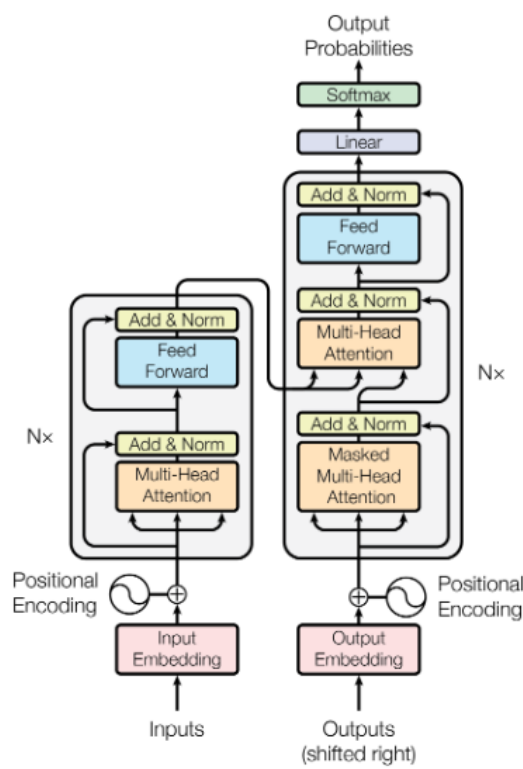 Output
Probabilities
Softmax
Linear
Add & Norm
Feed
Forward
Add & Norm
Multi-Head
Attention
Add & Norm
Masked
Multi-Head
Attention
N×
Add & Norm
Feed
Forward
Add & Norm
Multi-Head
Attention
N×
Positional
Encoding
Positional
Encoding
Input
Embedding
Output
Embedding
Inputs
Outputs
(shifted right)